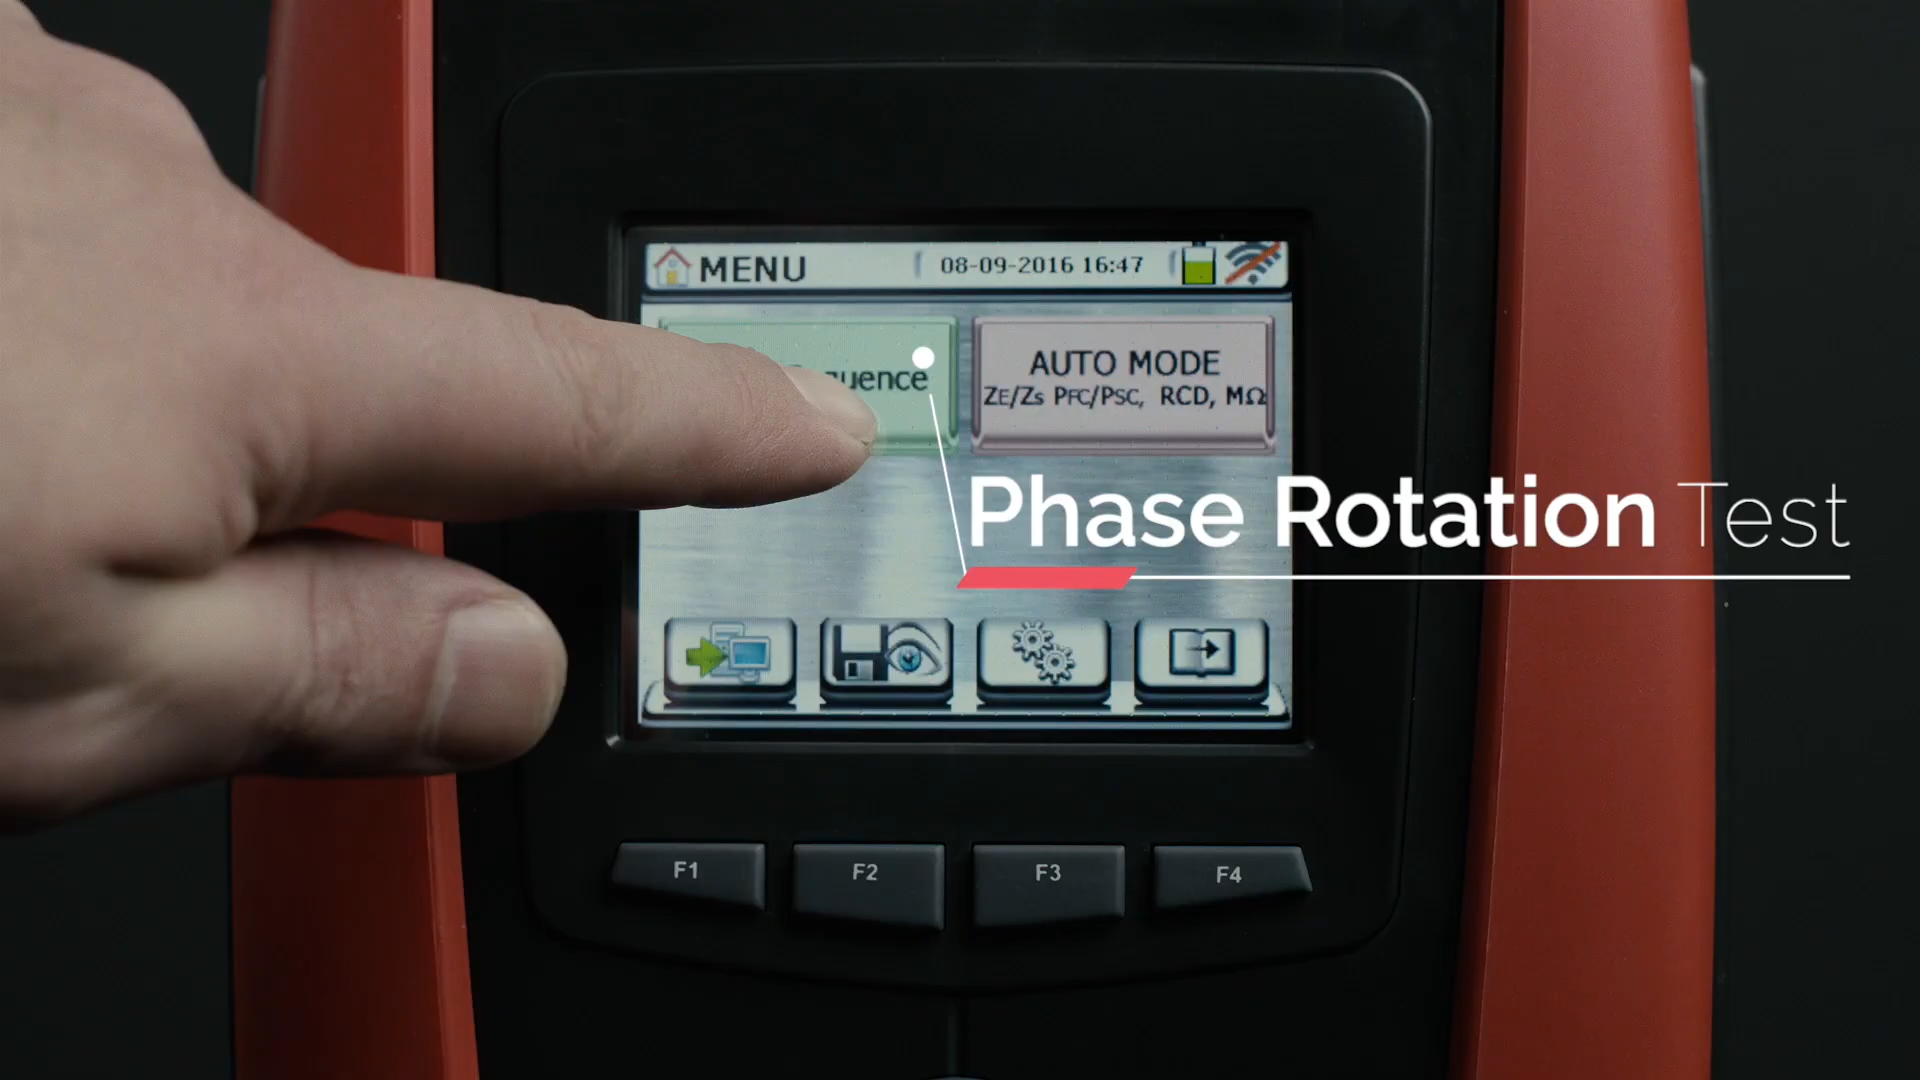 MENU
08-09-2016 16:47
AUTO MODE
ZE/ZS PFC/PSC, RCD, MΩ
Phase Rotation Test
F1
F2
F3
F4